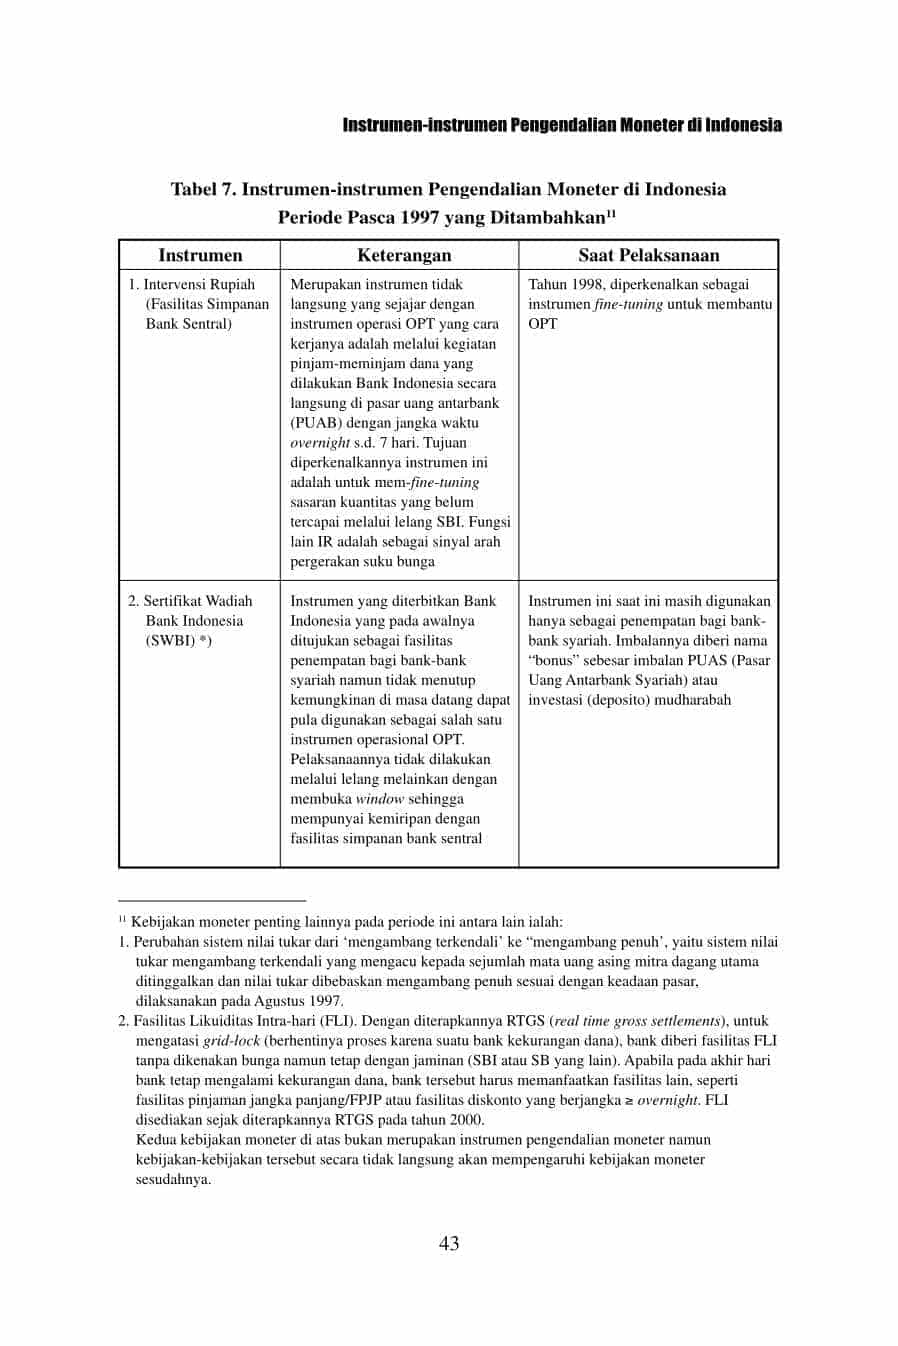 Instrumen-instrumen Pengendalian Moneter di Indonesia
Tabel 7. Instrumen-instrumen Pengendalian Moneter di Indonesia
Periode Pasca 1997 yang Ditambahkan¹¹
Instrumen
Keterangan
Saat Pelaksanaan
1. Intervensi Rupiah
(Fasilitas Simpanan
Bank Sentral)
Merupakan instrumen tidak
langsung yang sejajar dengan
instrumen operasi OPT yang cara
kerjanya adalah melalui kegiatan
pinjam-meminjam dana yang
dilakukan Bank Indonesia secara
langsung di pasar uang antarbank
(PUAB) dengan jangka waktu
overnight s.d. 7 hari. Tujuan
diperkenalkannya instrumen ini
adalah untuk mem-fine-tuning
sasaran kuantitas yang belum
tercapai melalui lelang SBI. Fungsi
lain IR adalah sebagai sinyal arah
pergerakan suku bunga
Tahun 1998, diperkenalkan sebagai
instrumen fine-tuning untuk membantu
OPT
2. Sertifikat Wadiah
Bank Indonesia
(SWBI) *)
Instrumen yang diterbitkan Bank
Indonesia yang pada awalnya
ditujukan sebagai fasilitas
penempatan bagi bank-bank
syariah namun tidak menutup
kemungkinan di masa datang dapat
pula digunakan sebagai salah satu
instrumen operasional OPT.
Pelaksanaannya tidak dilakukan
melalui lelang melainkan dengan
membuka window sehingga
mempunyai kemiripan dengan
fasilitas simpanan bank sentral
Instrumen ini saat ini masih digunakan
hanya sebagai penempatan bagi bank-
bank syariah. Imbalannya diberi nama
“bonus” sebesar imbalan PUAS (Pasar
Uang Antarbank Syariah) atau
investasi (deposito) mudharabah
¹¹ Kebijakan moneter penting lainnya pada periode ini antara lain ialah:
1. Perubahan sistem nilai tukar dari ‘mengambang terkendali’ ke “mengambang penuh’, yaitu sistem nilai
tukar mengambang terkendali yang mengacu kepada sejumlah mata uang asing mitra dagang utama
ditinggalkan dan nilai tukar dibebaskan mengambang penuh sesuai dengan keadaan pasar,
dilaksanakan pada Agustus 1997.
2. Fasilitas Likuiditas Intra-hari (FLI). Dengan diterapkannya RTGS (real time gross settlements), untuk
mengatasi grid-lock (berhentinya proses karena suatu bank kekurangan dana), bank diberi fasilitas FLI
tanpa dikenakan bunga namun tetap dengan jaminan (SBI atau SB yang lain). Apabila pada akhir hari
bank tetap mengalami kekurangan dana, bank tersebut harus memanfaatkan fasilitas lain, seperti
fasilitas pinjaman jangka panjang/FPJP atau fasilitas diskonto yang berjangka ≥ overnight. FLI
disediakan sejak diterapkannya RTGS pada tahun 2000.
Kedua kebijakan moneter di atas bukan merupakan instrumen pengendalian moneter namun
kebijakan-kebijakan tersebut secara tidak langsung akan mempengaruhi kebijakan moneter
sesudahnya.
43